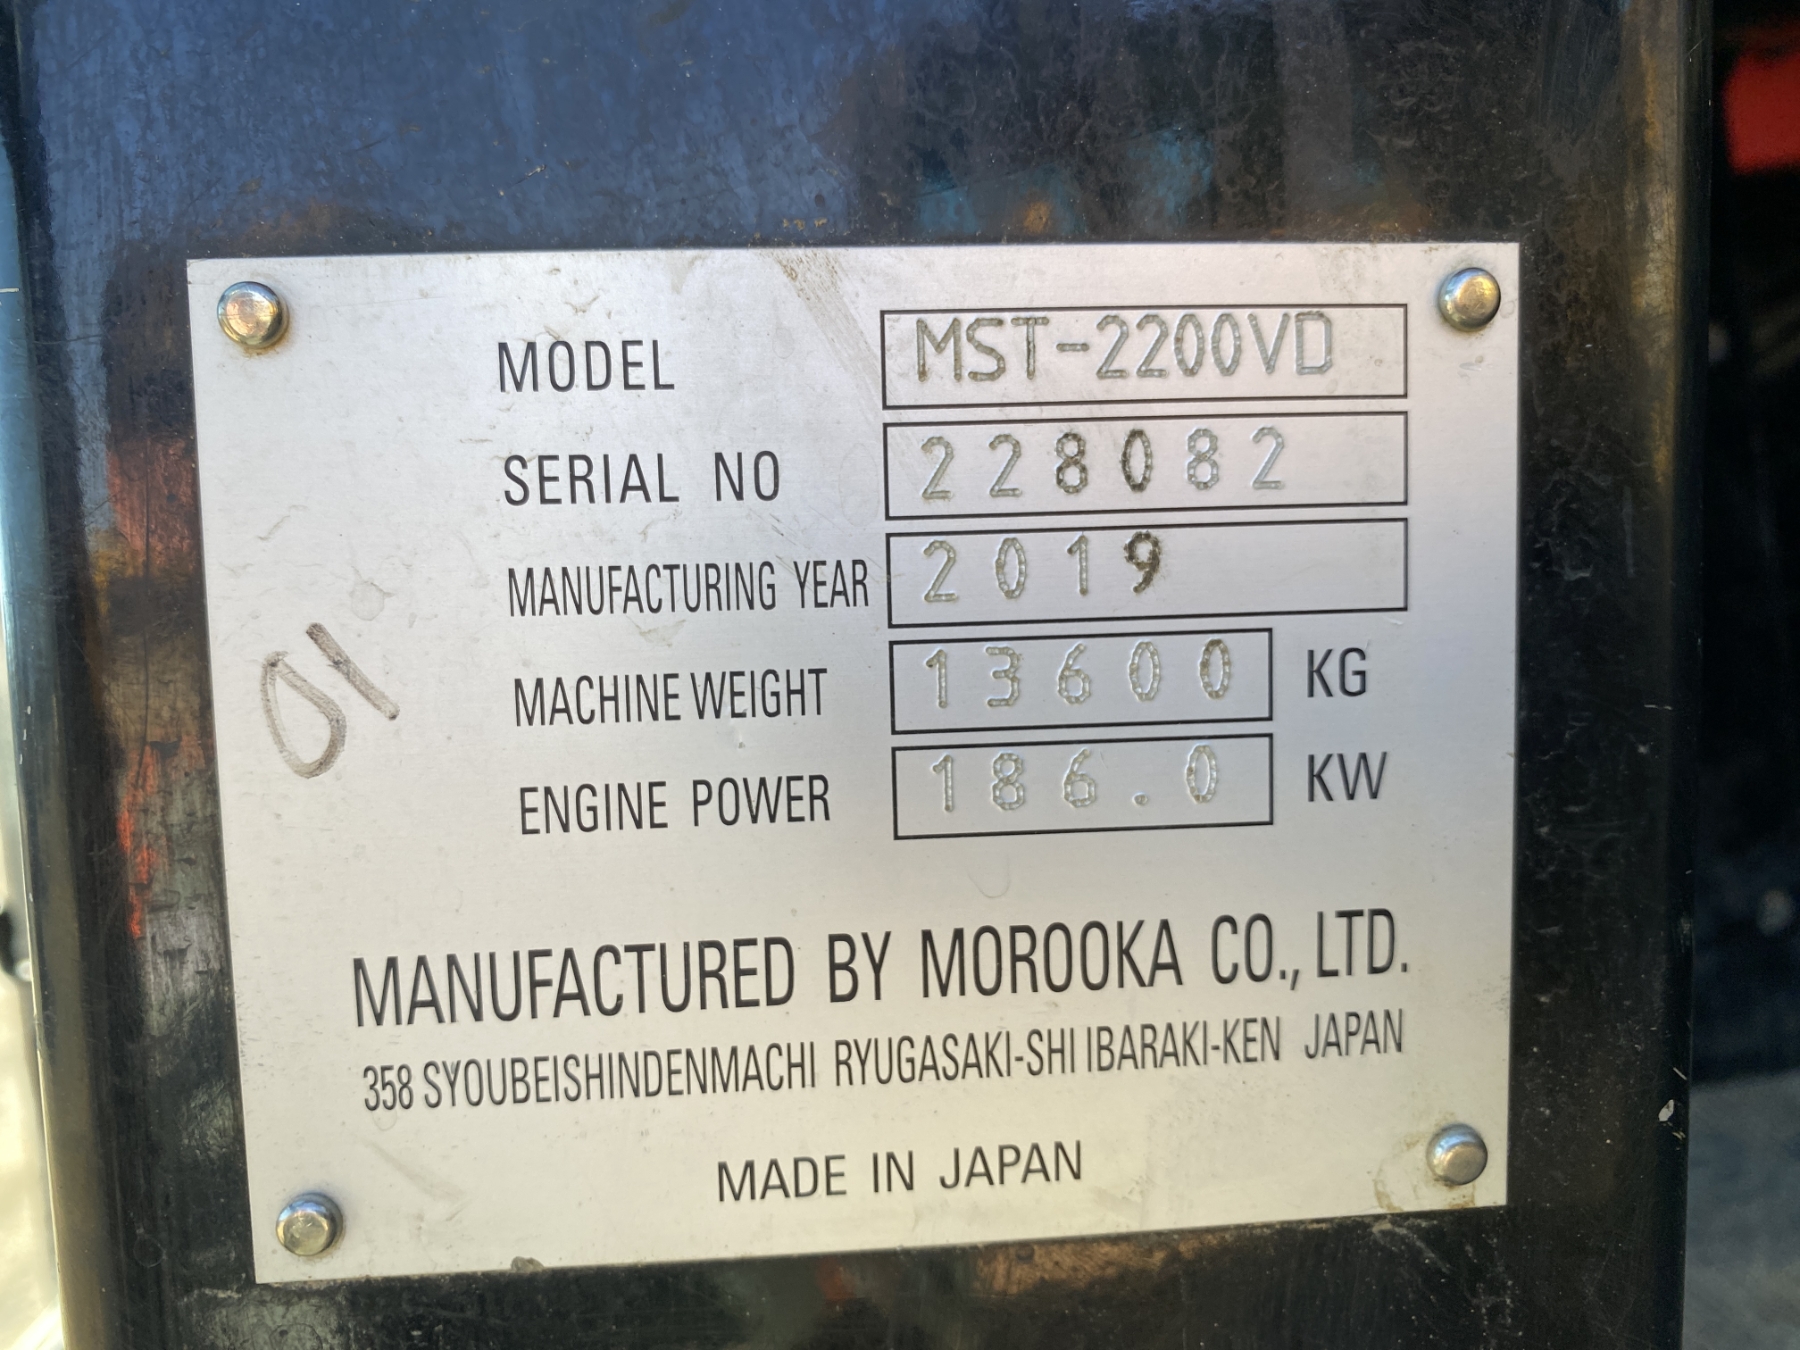 MODEL MST-2200VD
SERIAL NO 228082
MANUFACTURING YEAR 2019
MACHINE WEIGHT 13600 KG
ENGINE POWER 186.0 KW
01
MANUFACTURED BY MOROOKA CO., LTD.
358 SYOUBEISHINDENMACHI RYUGASAKI-SHI IBARAKI-KEN JAPAN
MADE IN JAPAN